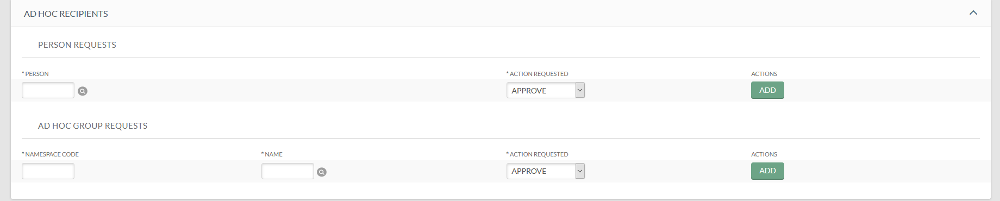 AD HOC RECIPIENTS
PERSON REQUESTS
* PERSON * ACTION REQUESTED ACTIONS
APPROVE ADD
AD HOC GROUP REQUESTS
* NAMESPACE CODE * NAME * ACTION REQUESTED ACTIONS
APPROVE ADD